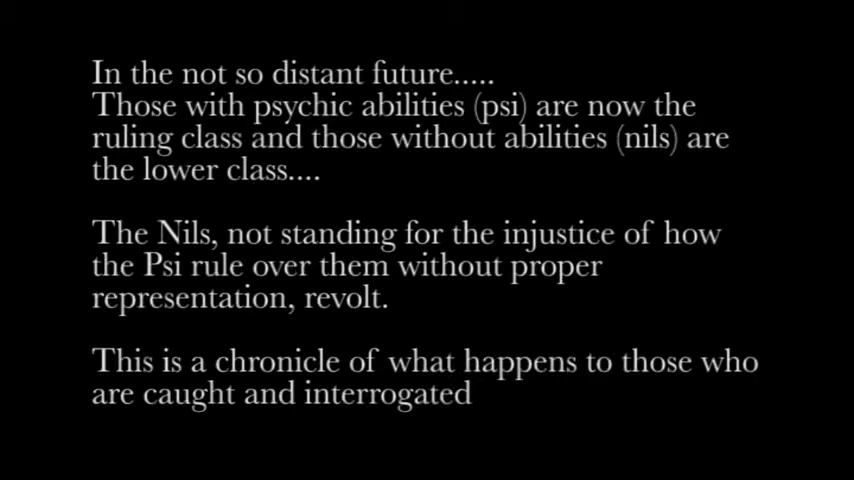 In the not so distant future.....
Those with psychic abilities (psi) are now the
ruling class and those without abilities (nils) are
the lower class....
The Nils, not standing for the injustice of how
the Psi rule over them without proper
representation, revolt.
This is a chronicle of what happens to those who
are caught and interrogated